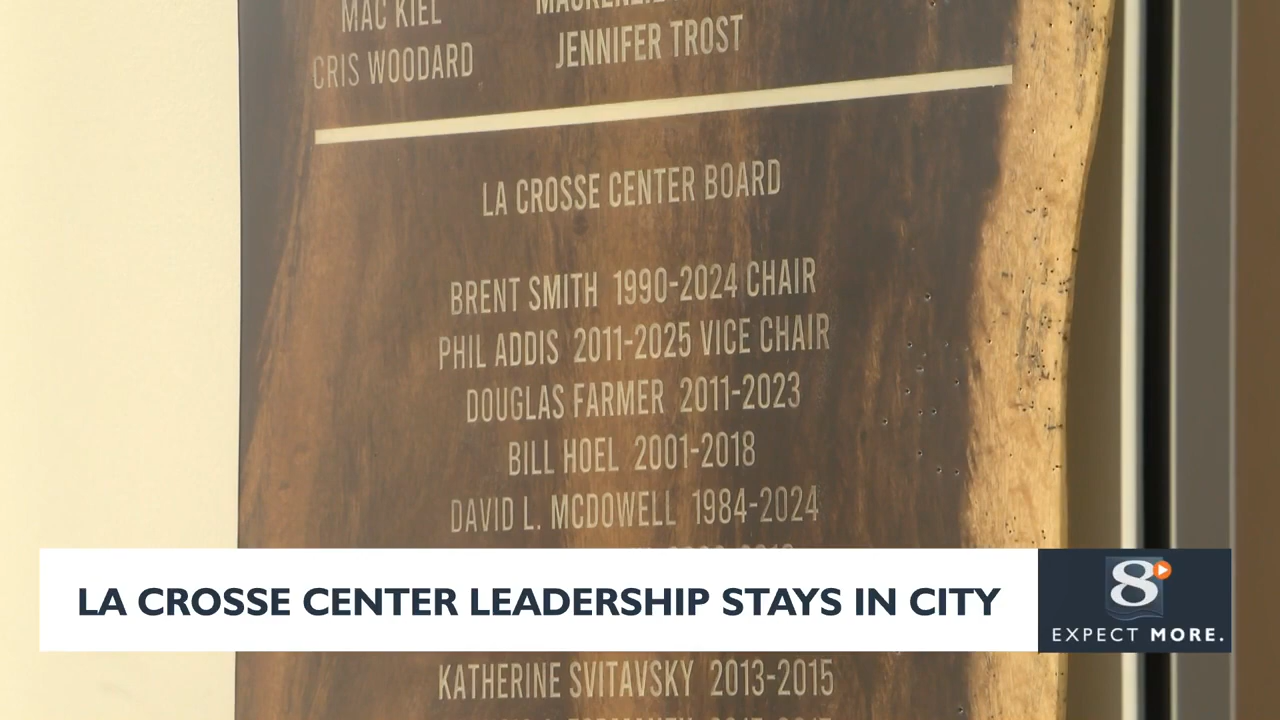 MAC KIEL
CRIS WOODARD
JENNIFER TROST
LA CROSSE CENTER BOARD
BRENT SMITH 1990-2024 CHAIR
PHIL ADDIS 2011-2025 VICE CHAIR
DOUGLAS FARMER 2011-2023
BILL HOEL 2001-2018
DAVID L. MCDOWELL 1984-2024
LA CROSSE CENTER LEADERSHIP STAYS IN CITY
8
EXPECT MORE.
KATHERINE SVITAVSKY 2013-2015